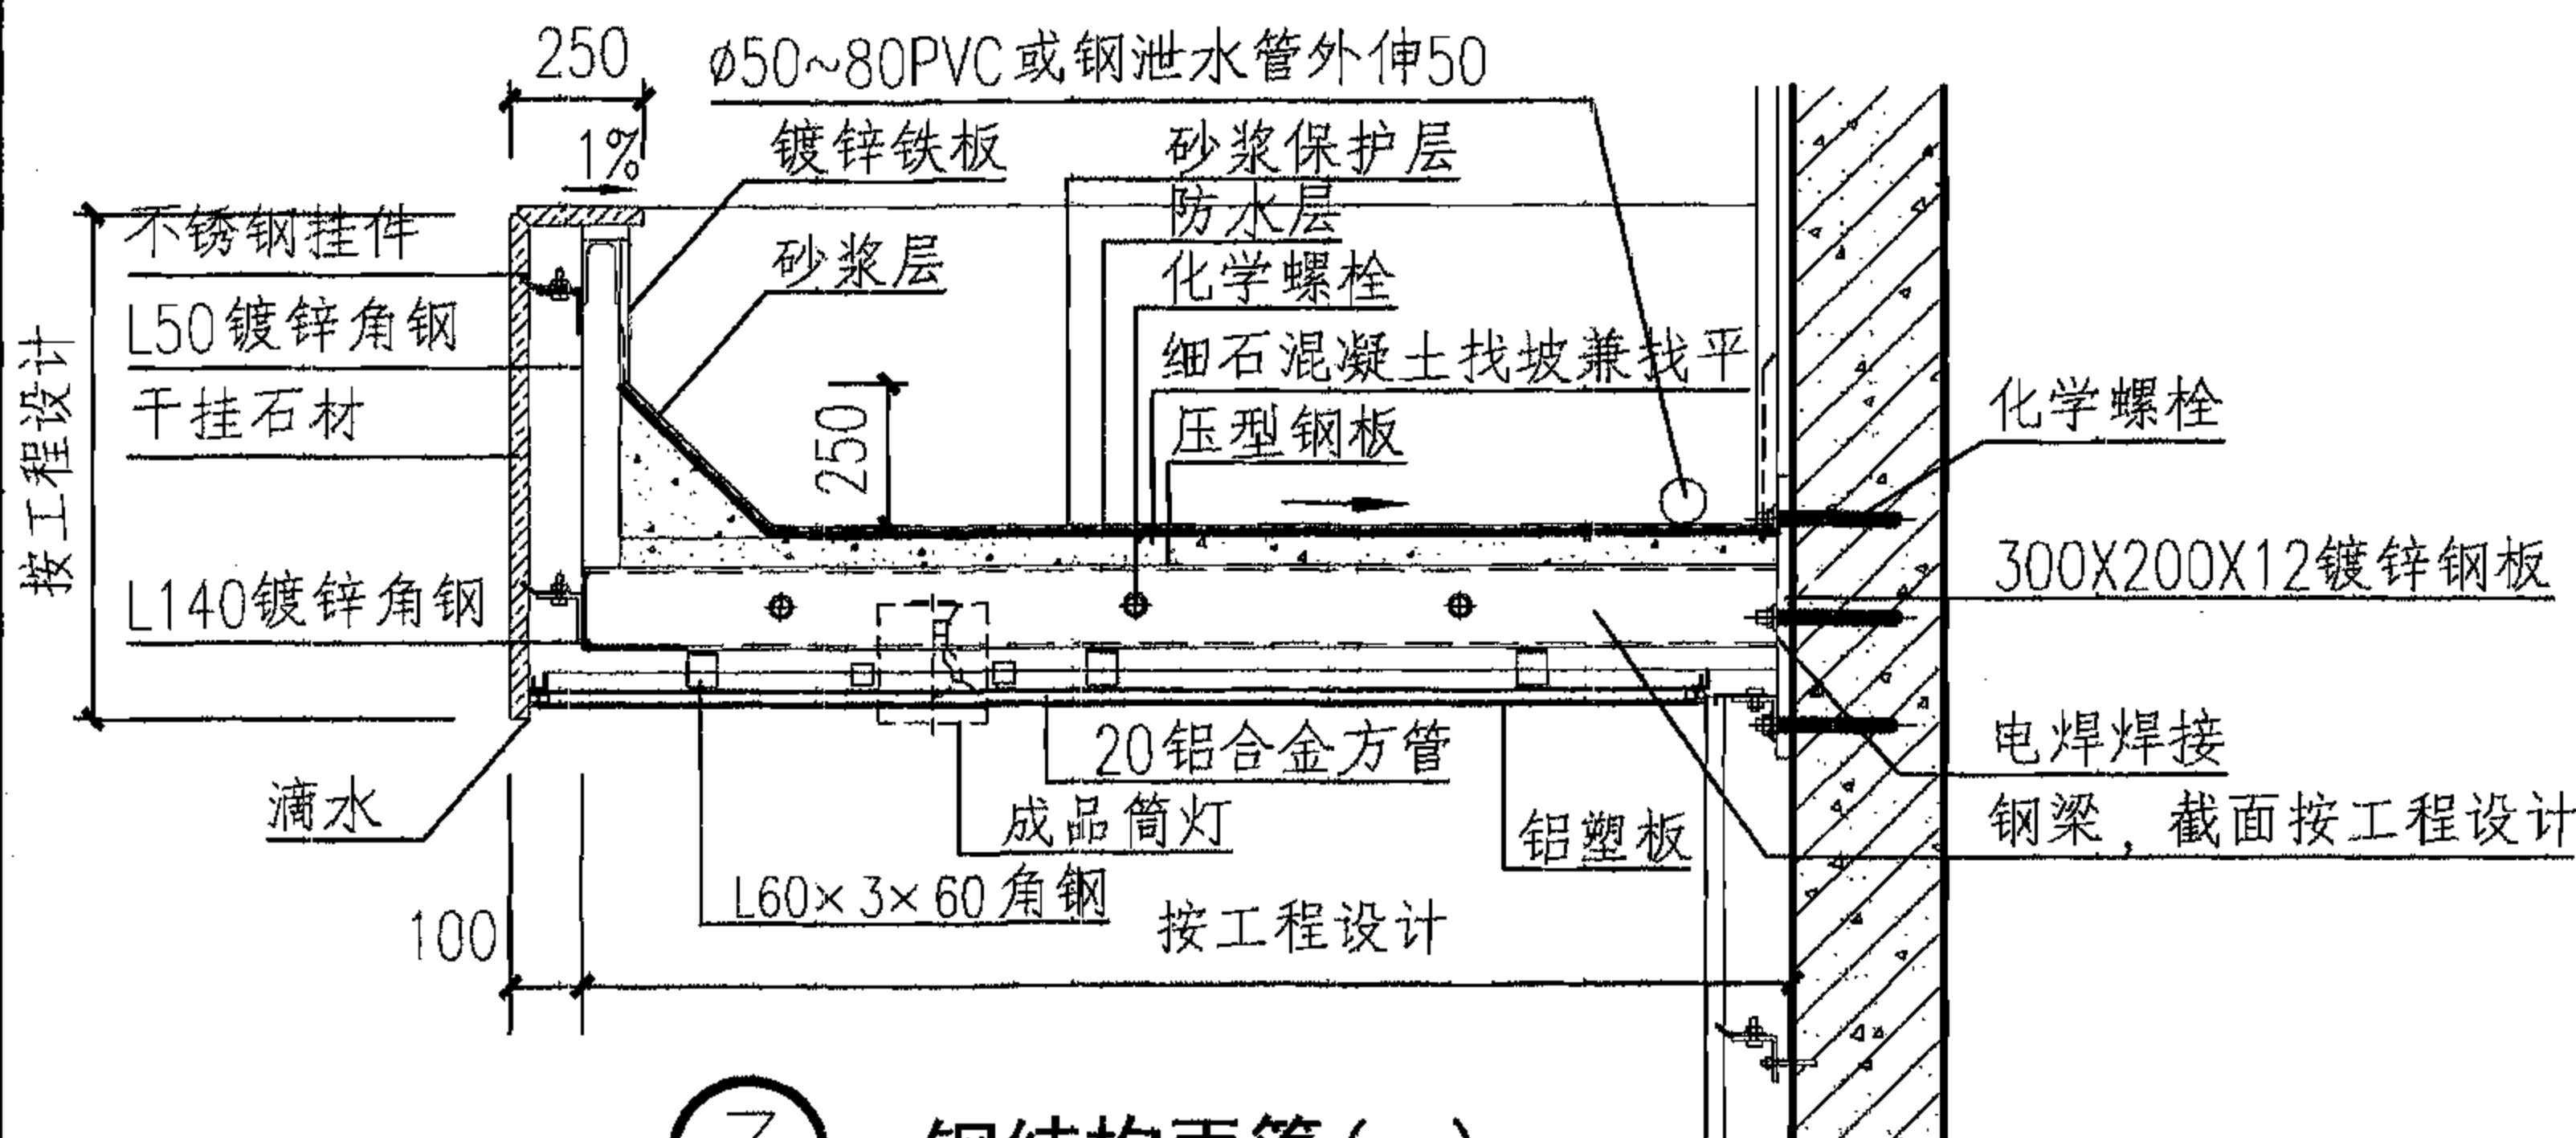 250
ø50~80PVC或钢泄水管外伸50
1%
镀锌铁板
砂浆保护层
防水层
不锈钢挂件
砂浆层
化学螺栓
L50镀锌角钢
细石混凝土找坡兼找平
干挂石材
250
压型钢板
化学螺栓
按工程设计
L140镀锌角钢
300X200X12镀锌钢板
20铝合金方管
电焊焊接
滴水
成品筒灯
铝塑板
钢梁，截面按工程设计
L60×3×60角钢
100
按工程设计